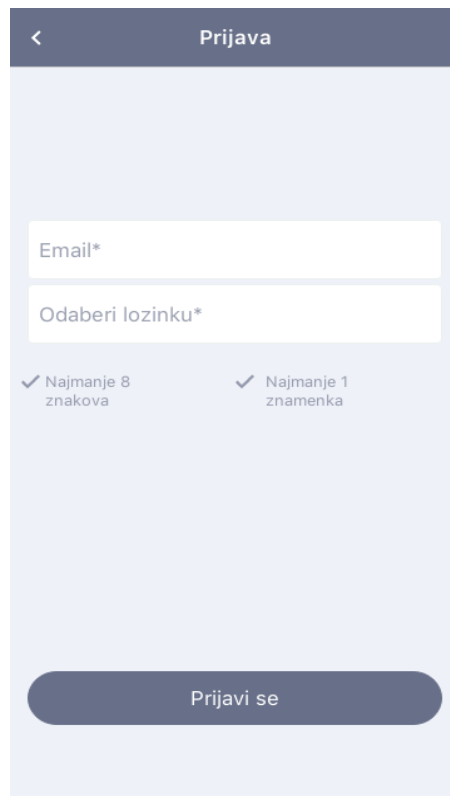 Prijava
Email*
Odaberi lozinku*
Najmanje 8
znakova
Najmanje 1
znamenka
Prijavi se